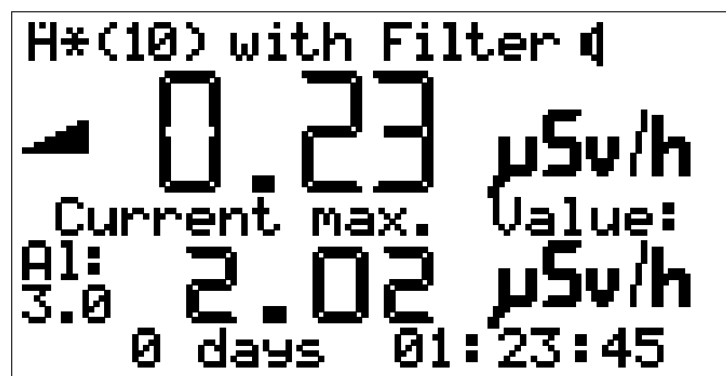 Ḧ*(10) with Filter
0.23 µSv/h
Current max. Value:
Al: 3.0 2.02 µSv/h
0 days 01:23:45